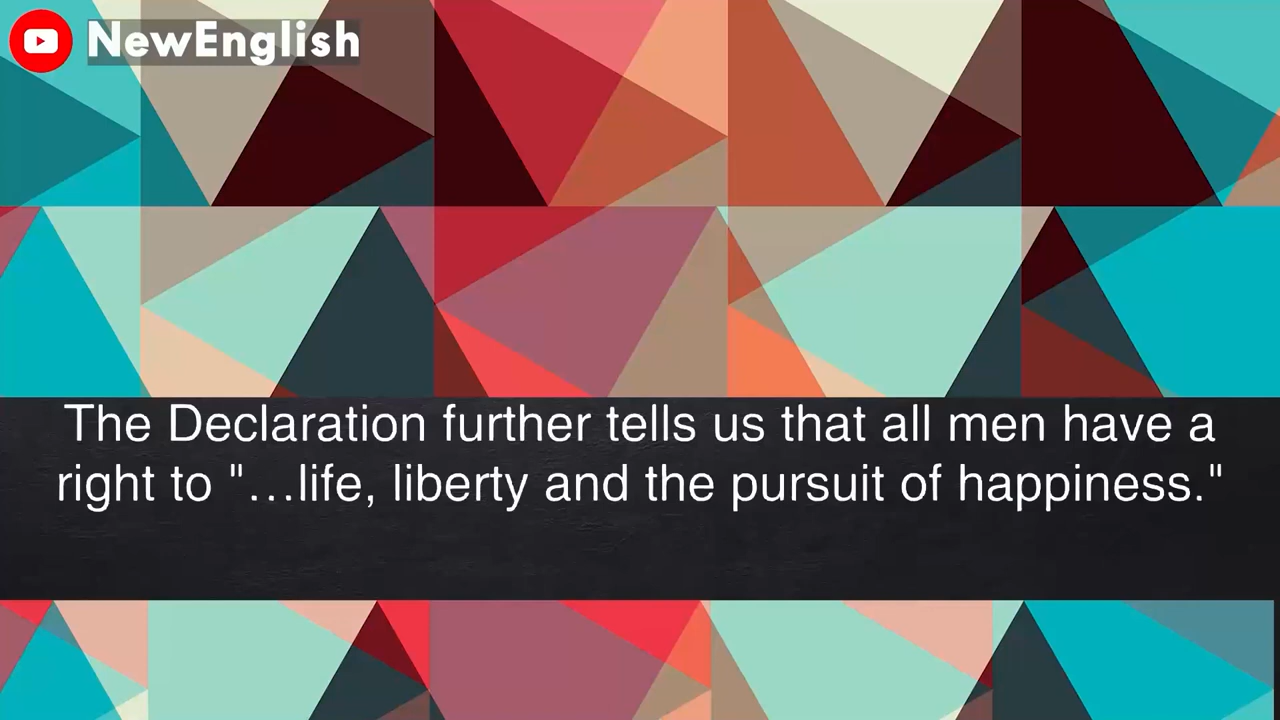 NewEnglish
The Declaration further tells us that all men have a
right to "…life, liberty and the pursuit of happiness."